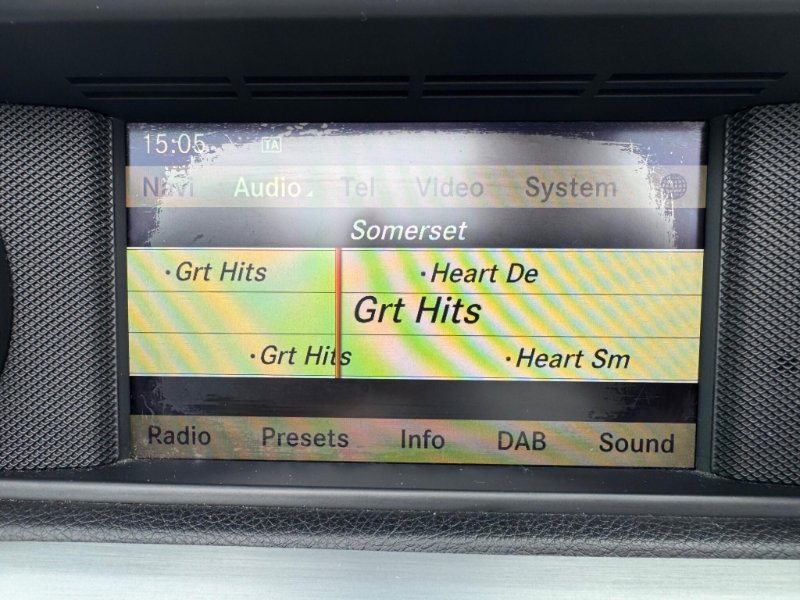 15:05 TA
Navi Audio Tel Video System
Somerset
·Grt Hits ·Heart De
Grt Hits
·Grt Hits ·Heart Sm
Radio Presets Info DAB Sound